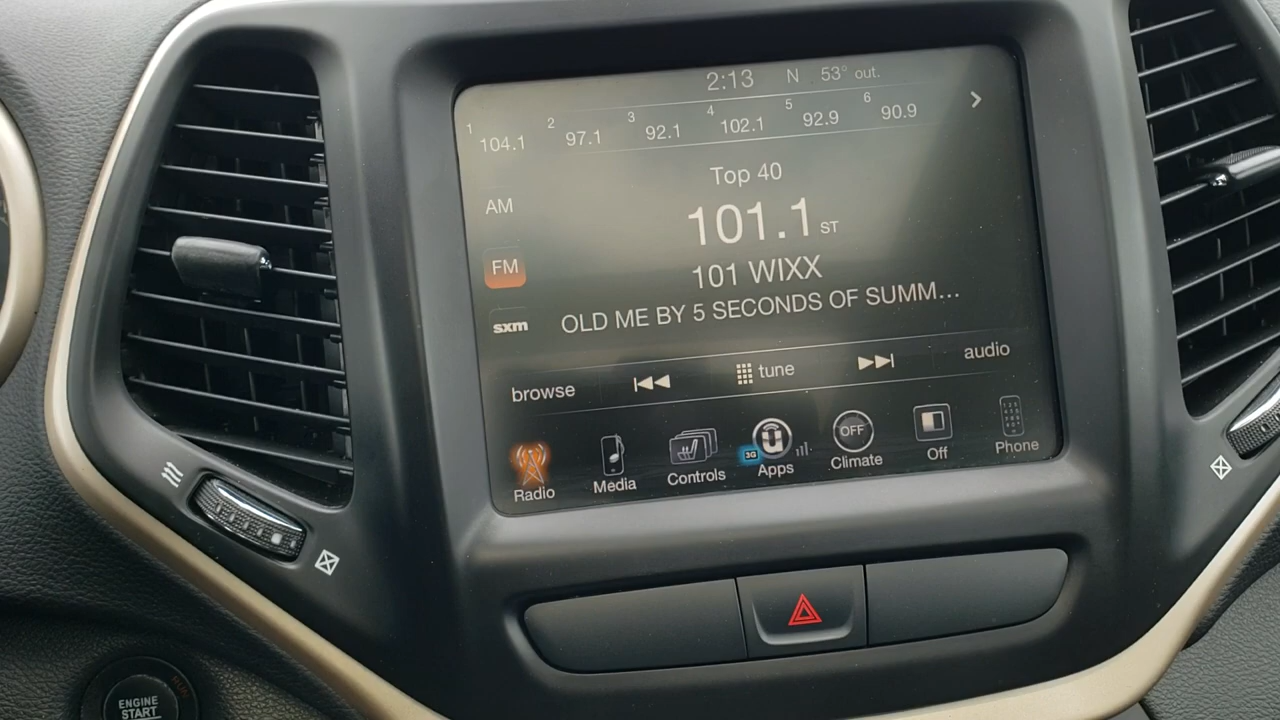 2:13 N 53° out.
1 104.1 2 97.1 3 92.1 4 102.1 5 92.9 6 90.9
Top 40
AM
101.1 ST
FM
101 WIXX
sxm
OLD ME BY 5 SECONDS OF SUMM...
browse tune audio
OFF
3G
Radio Media Controls Apps Climate Off Phone
ENGINE
START
RUN